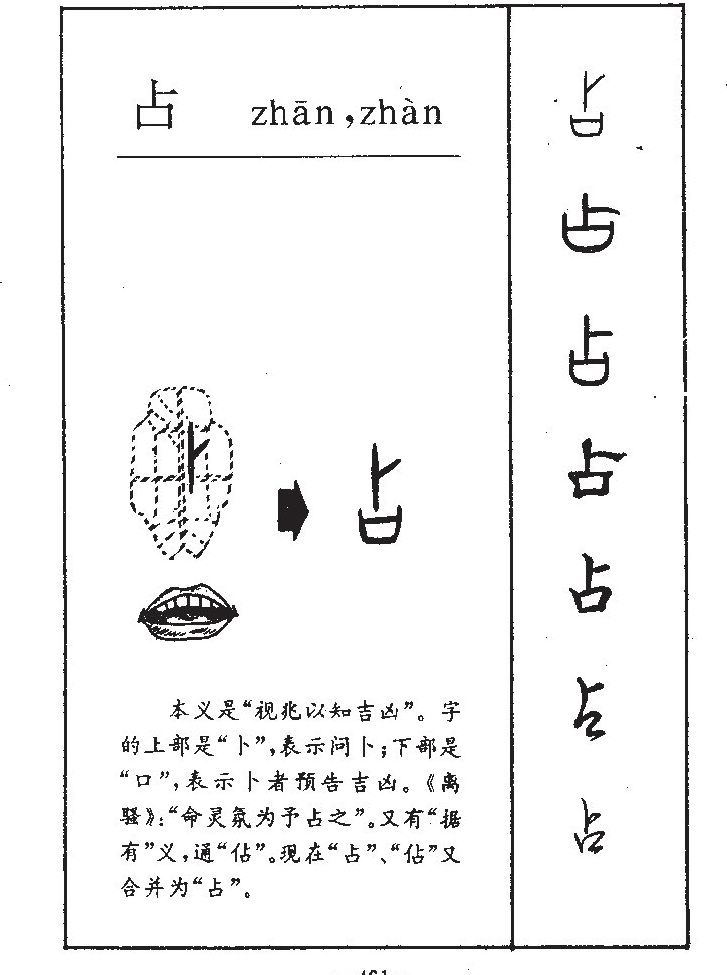 占 zhān,zhàn
本义是“视兆以知吉凶”。字
的上部是“卜”,表示问卜;下部是
“口”,表示卜者预告吉凶。《离
骚》:“命灵氛为予占之”。又有“据
有”义,通“佔”。现在“占”、“佔”又
合并为“占”。
占
占
占
占
占
占
占
占